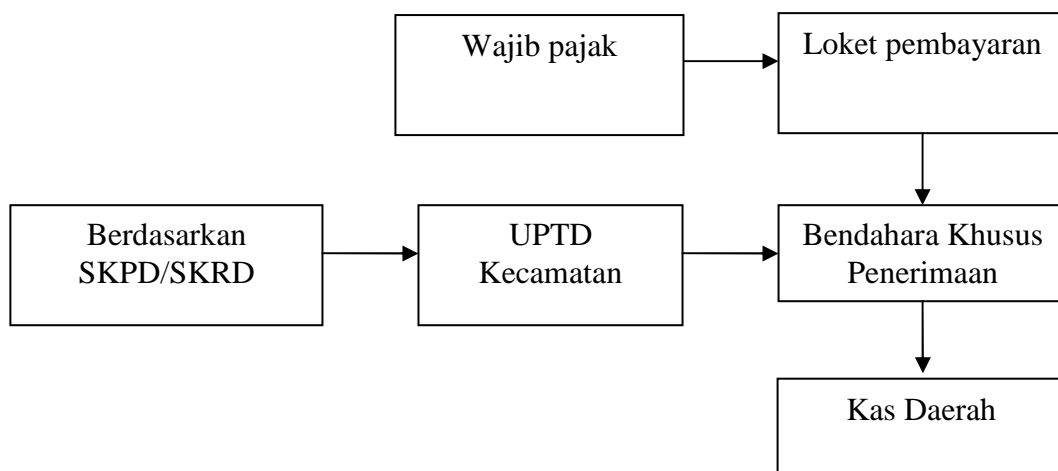 Wajib pajak
Loket pembayaran
Berdasarkan
SKPD/SKRD
UPTD
Kecamatan
Bendahara Khusus
Penerimaan
Kas Daerah